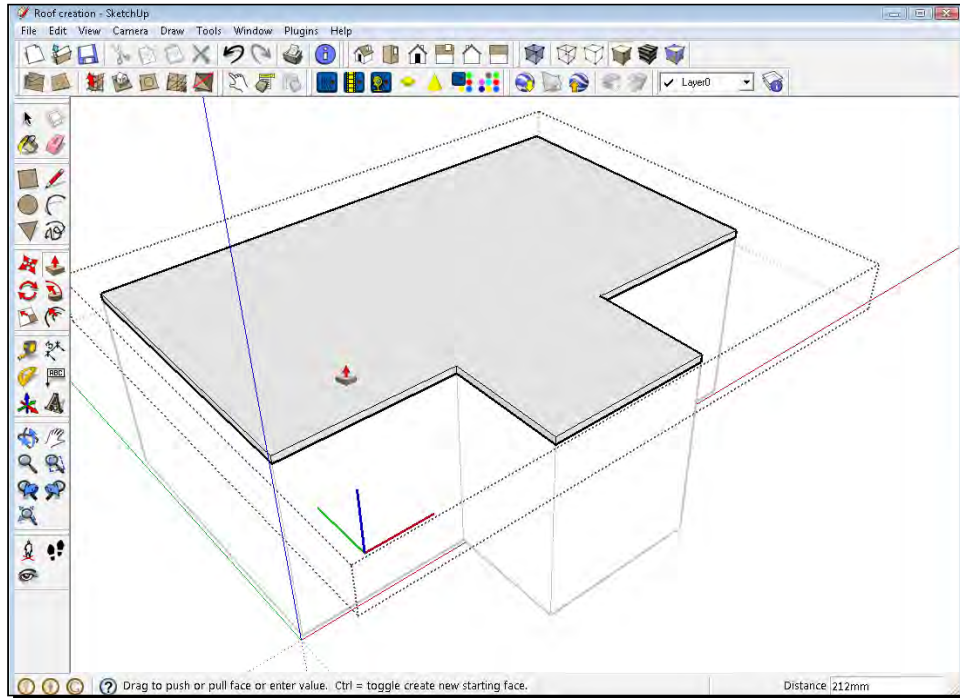 Roof creation - SketchUp
File Edit View Camera Draw Tools Window Plugins Help
Layer0
ABC
Drag to push or pull face or enter value. Ctrl = toggle create new starting face.
Distance 212mm